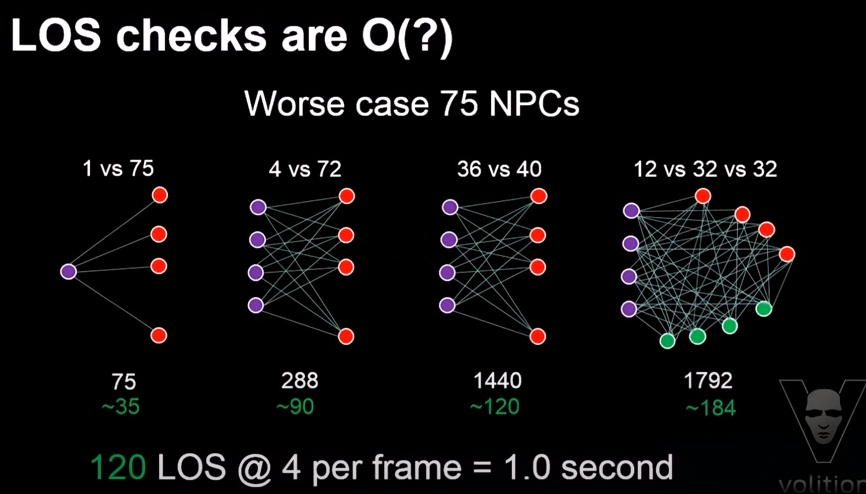 LOS checks are O(?)
Worse case 75 NPCs
1 vs 75
4 vs 72
36 vs 40
12 vs 32 vs 32
75
288
1440
1792
~35
~90
~120
~184
120 LOS @ 4 per frame = 1.0 second
volition